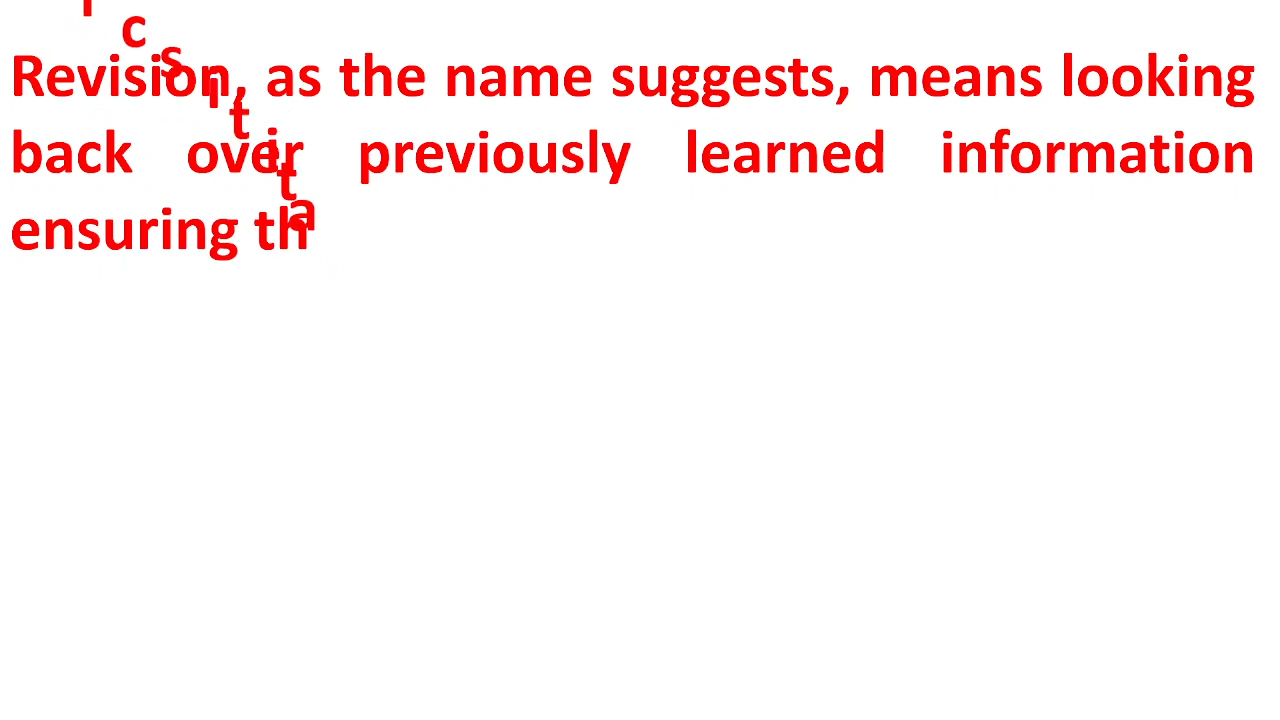 Revision, as the name suggests, means looking
back over previously learned information
ensuring th